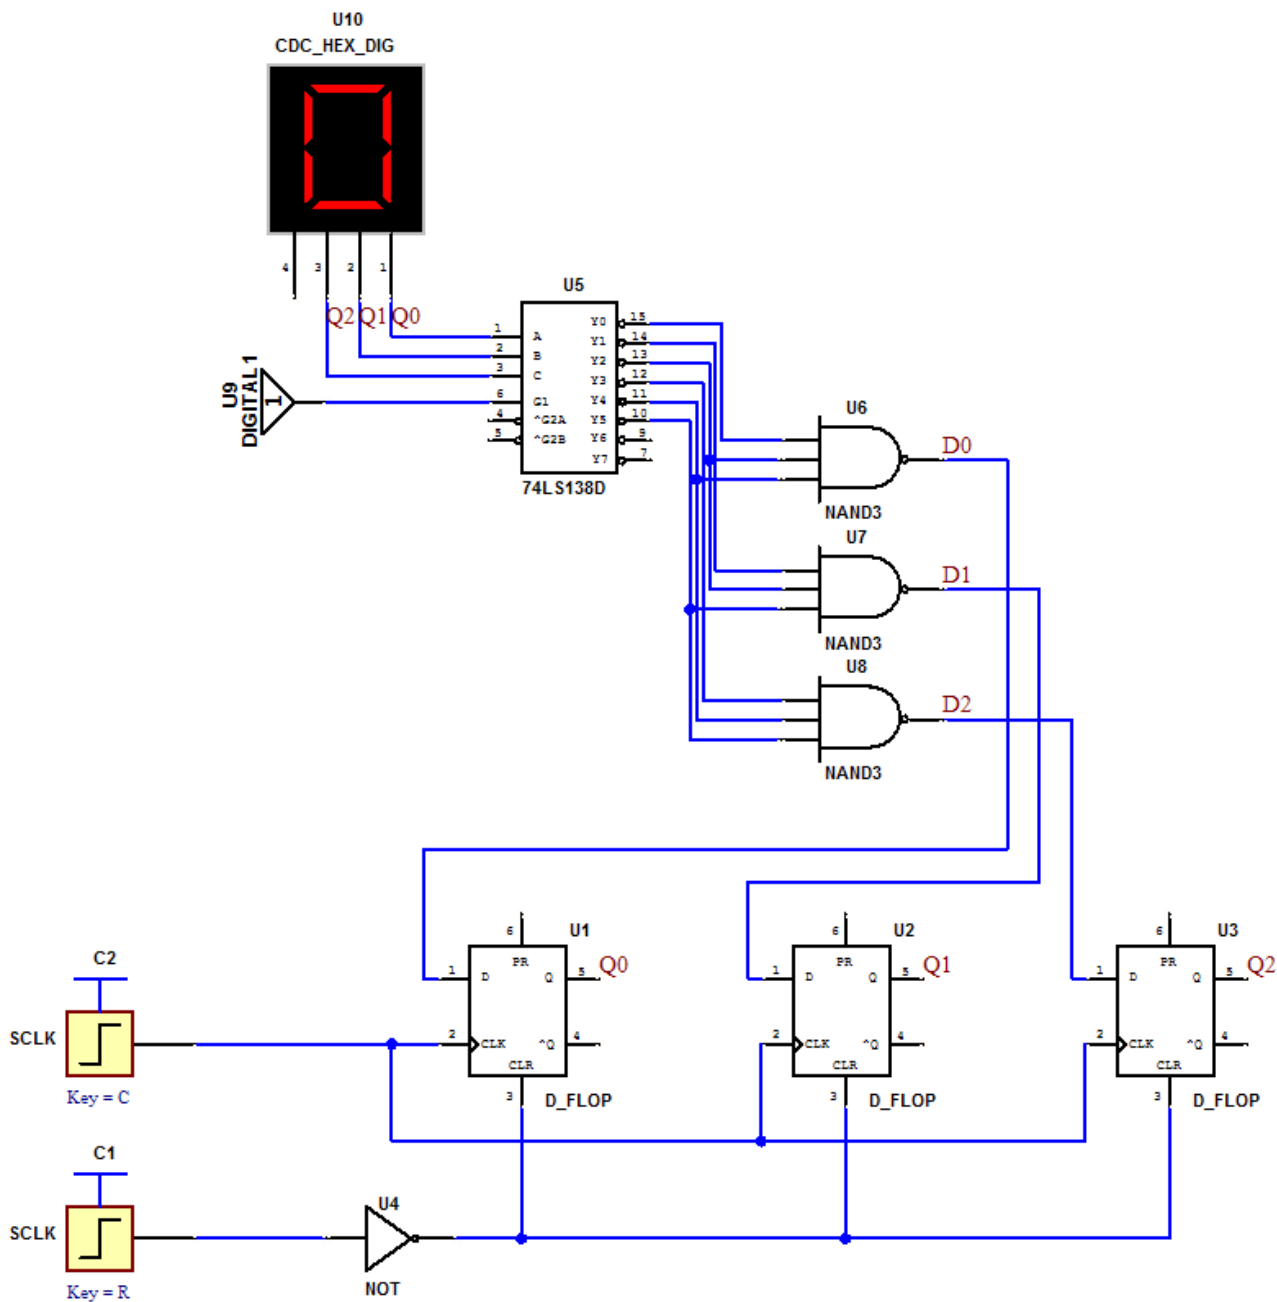 U10
CDC_HEX_DIG
4 3 2 1
Q2 Q1 Q0
U9
DIGITAL 1
1
U5
1 A Y0 15
2 B Y1 14
3 C Y2 13
Y3 12
6 G1 Y4 11
4 ^G2A Y5 10
5 ^G2B Y6 9
Y7 7
74LS138D
U6
D0
NAND3
U7
D1
NAND3
U8
D2
NAND3
6 U1
PR
1 D Q 5 Q0
2 CLK ^Q 4
CLR
3 D_FLOP
6 U2
PR
1 D Q 5 Q1
2 CLK ^Q 4
CLR
3 D_FLOP
6 U3
PR
1 D Q 5 Q2
2 CLK ^Q 4
CLR
3 D_FLOP
C2
SCLK
Key = C
C1
SCLK
Key = R
U4
NOT